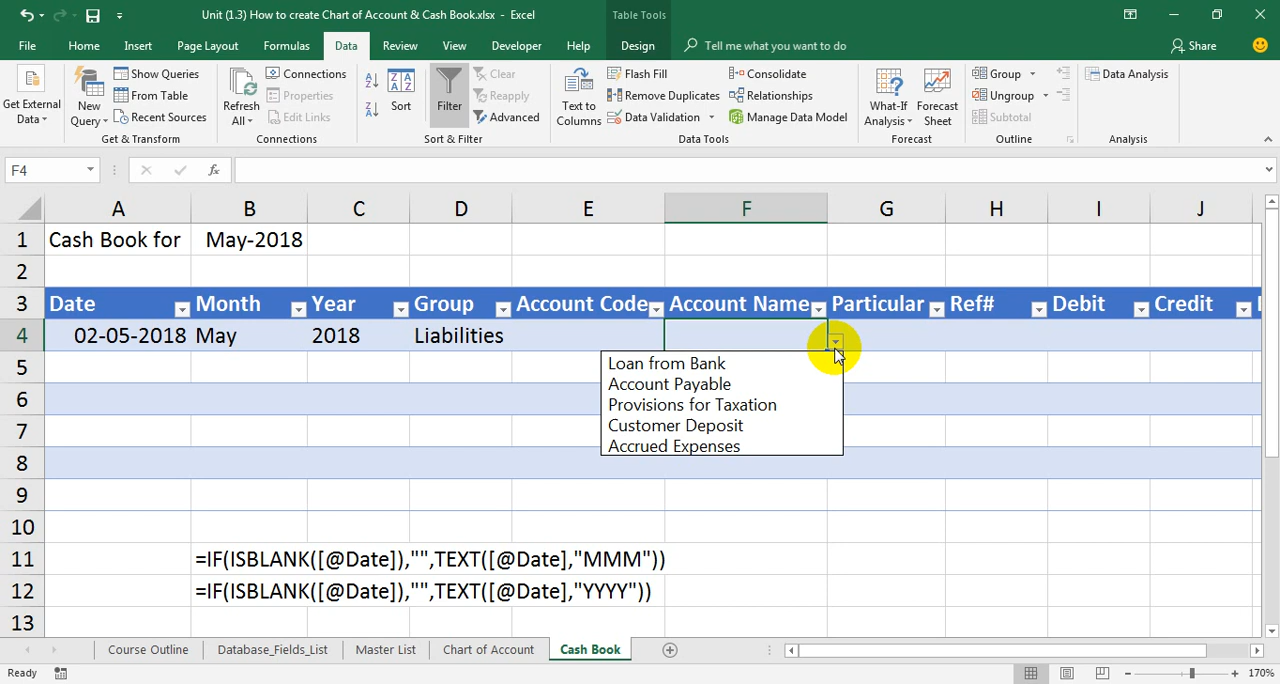 Unit (1.3) How to create Chart of Account & Cash Book.xlsx - Excel
Table Tools
File Home Insert Page Layout Formulas Data Review View Developer Help Design Tell me what you want to do Share
Get External Data
New Query
Show Queries
From Table
Recent Sources
Get & Transform
Refresh All
Connections
Properties
Edit Links
Connections
Sort
Filter
Clear
Reapply
Advanced
Sort & Filter
Text to Columns
Flash Fill
Remove Duplicates
Data Validation
Consolidate
Relationships
Manage Data Model
Data Tools
What-If Analysis
Forecast Sheet
Forecast
Group
Ungroup
Subtotal
Outline
Data Analysis
Analysis
F4 fx
A B C D E F G H I J
1 Cash Book for May-2018
2
3 Date Month Year Group Account Code Account Name Particular Ref# Debit Credit
4 02-05-2018 May 2018 Liabilities
Loan from Bank
Account Payable
Provisions for Taxation
Customer Deposit
Accrued Expenses
5
6
7
8
9
10
11 =IF(ISBLANK([@Date]),"",TEXT([@Date],"MMM"))
12 =IF(ISBLANK([@Date]),"",TEXT([@Date],"YYYY"))
13
Course Outline Database_Fields_List Master List Chart of Account Cash Book
Ready 170%